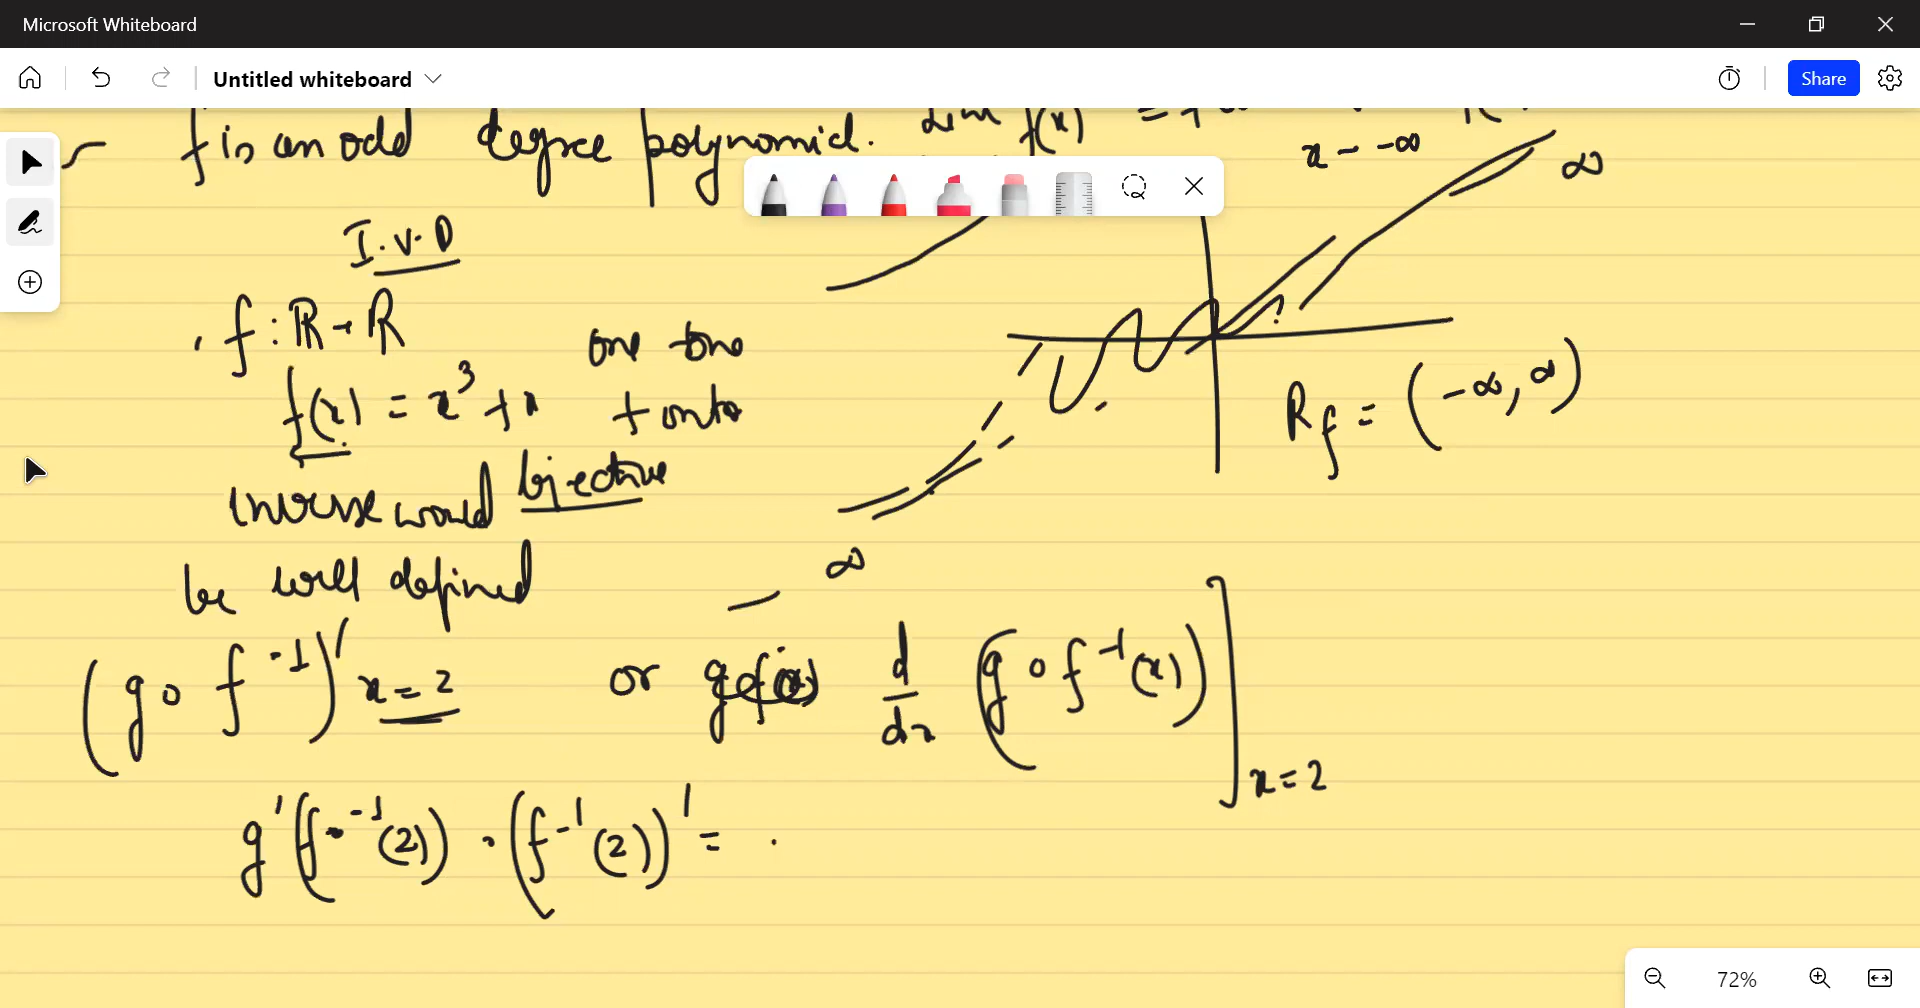 Microsoft Whiteboard
Untitled whiteboard
Share
f is an odd degree polynomial. Lim f(x) = +∞
x - -∞
∞
I.V.P
f : R → R
one one
f(x) = x³ + x + onto
R_f = (-∞, ∞)
inverse would bijective
be well defined
- ∞
(g o f⁻¹)' x = 2 or d/dx (g o f⁻¹(x))]x=2
g'(f⁻¹(2)) · (f⁻¹(2))' = .
72%